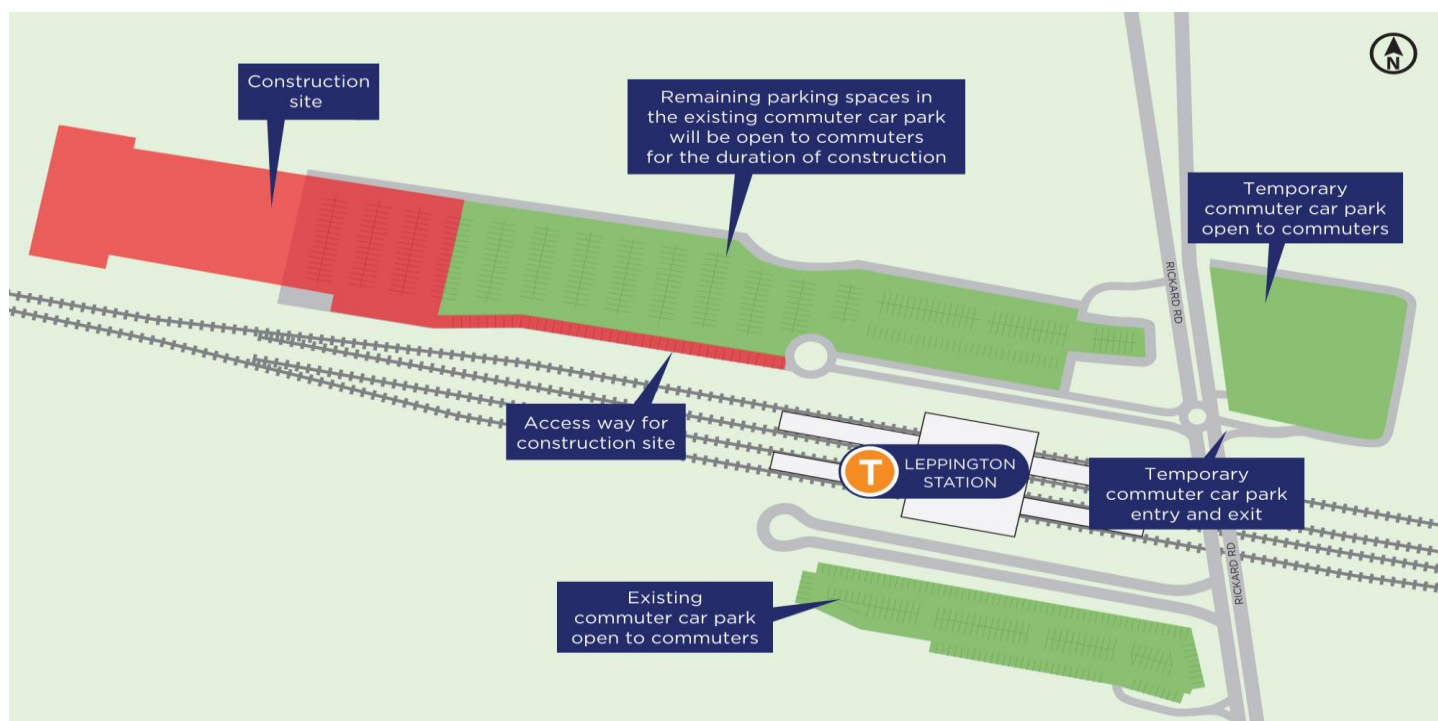 N
Construction
site
Remaining parking spaces in
the existing commuter car park
will be open to commuters
for the duration of construction
Temporary
commuter car park
open to commuters
RICKARD RD
Access way for
construction site
T
LEPPINGTON
STATION
Temporary
commuter car park
entry and exit
RICKARD RD
Existing
commuter car park
open to commuters